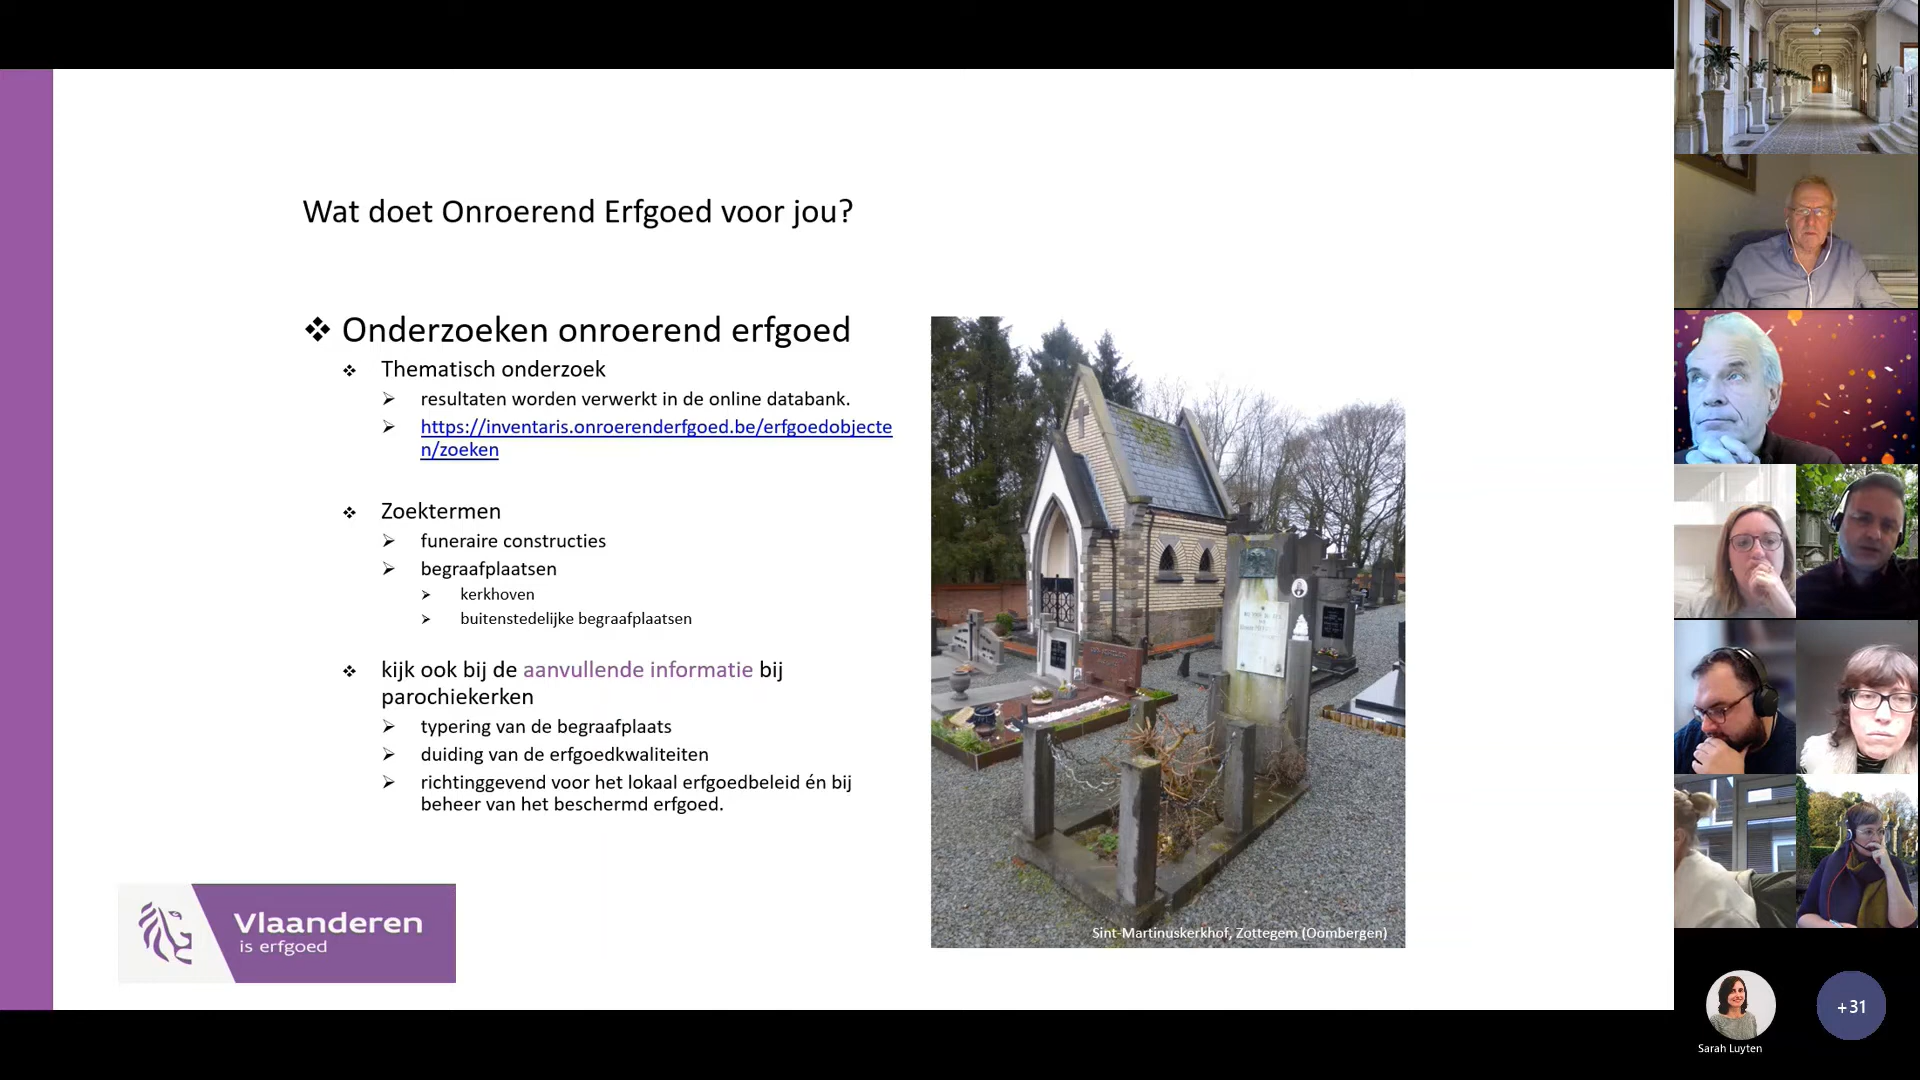 Wat doet Onroerend Erfgoed voor jou?
Onderzoeken onroerend erfgoed
Thematisch onderzoek
resultaten worden verwerkt in de online databank.
https://inventaris.onroerenderfgoed.be/erfgoedobjecte
n/zoeken
Zoektermen
funeraire constructies
begraafplaatsen
kerkhoven
buitenstedelijke begraafplaatsen
kijk ook bij de aanvullende informatie bij
parochiekerken
typering van de begraafplaats
duiding van de erfgoedkwaliteiten
richtinggevend voor het lokaal erfgoedbeleid én bij
beheer van het beschermd erfgoed.
Vlaanderen
is erfgoed
Sint-Martinuskerkhof, Zottegem (Oombergen)
+31
Sarah Luyten